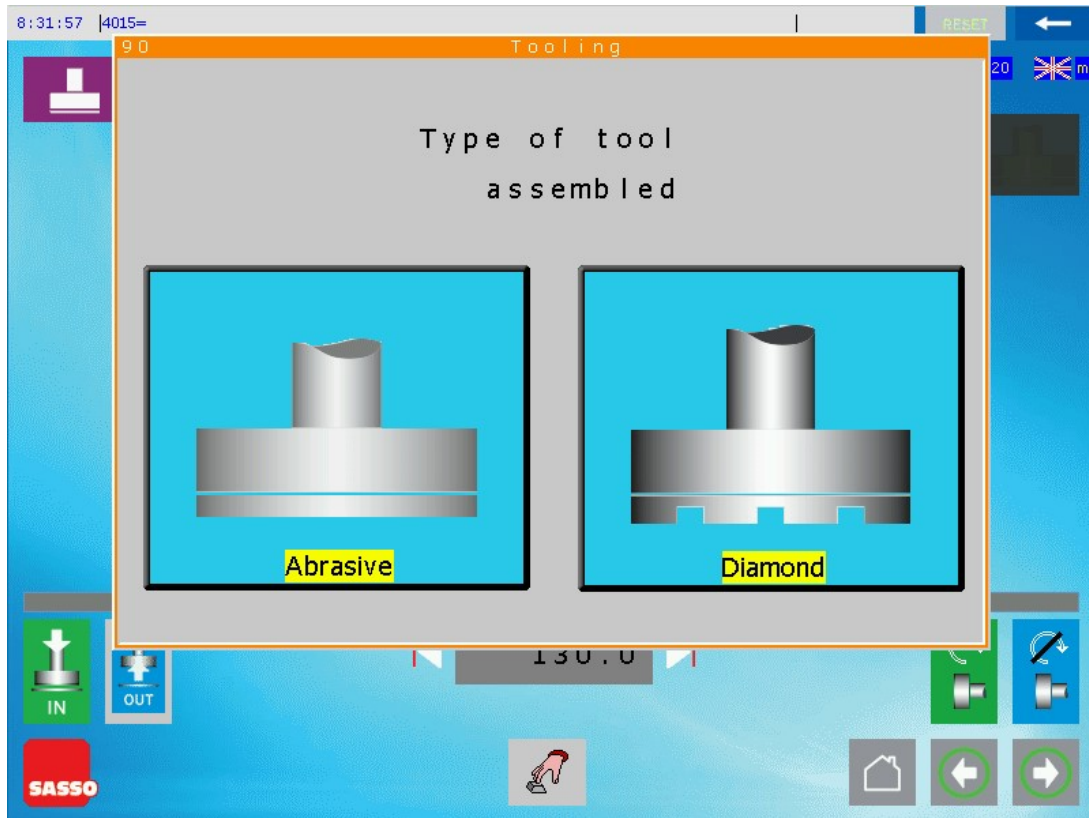 8:31:57 4015=
RESET
90 Tooling
20
m
Type of tool
assembled
Abrasive
Diamond
130.0
IN
OUT
SASSO